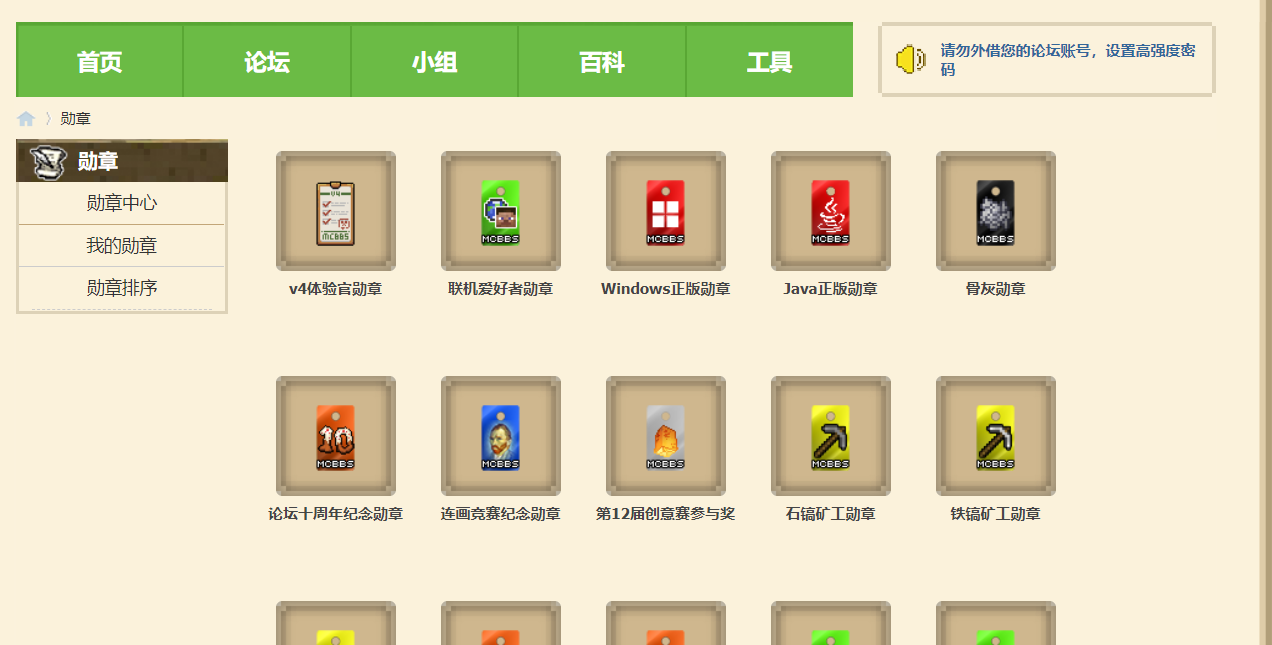 首页 论坛 小组 百科 工具
请勿外借您的论坛账号，设置高强度密
码
勋章
勋章
勋章中心
我的勋章
勋章排序
V4
MCBBS MCBBS MCBBS MCBBS MCBBS
v4体验官勋章 联机爱好者勋章 Windows正版勋章 Java正版勋章 骨灰勋章
10
MCBBS MCBBS MCBBS MCBBS MCBBS
论坛十周年纪念勋章 连画竞赛纪念勋章 第12届创意赛参与奖 石镐矿工勋章 铁镐矿工勋章